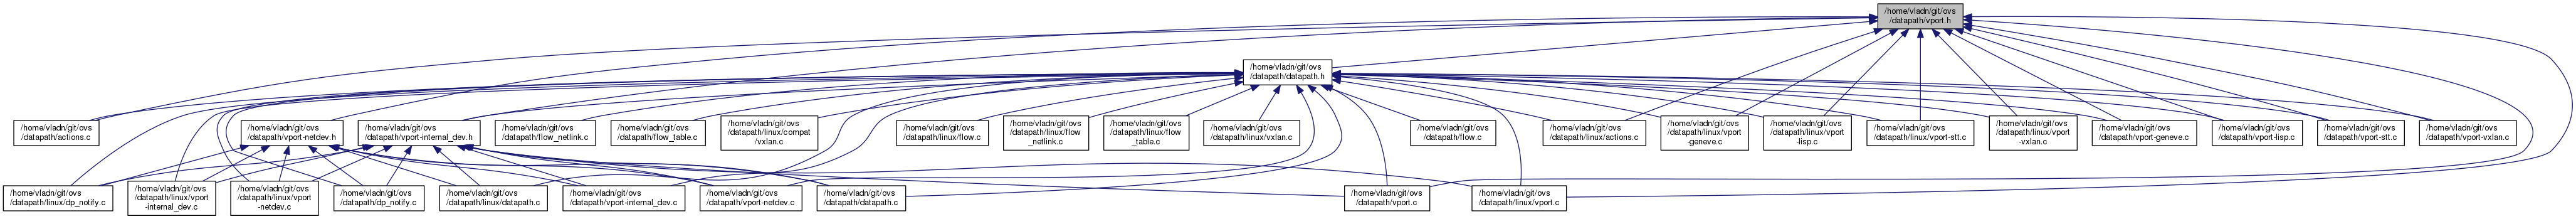 /home/vladn/git/ovs
/datapath/vport.h
/home/vladn/git/ovs
/datapath/datapath.h
/home/vladn/git/ovs
/datapath/actions.c
/home/vladn/git/ovs
/datapath/vport-netdev.h
/home/vladn/git/ovs
/datapath/vport-internal_dev.h
/home/vladn/git/ovs
/datapath/flow_netlink.c
/home/vladn/git/ovs
/datapath/flow_table.c
/home/vladn/git/ovs
/datapath/linux/compat
/vxlan.c
/home/vladn/git/ovs
/datapath/linux/flow.c
/home/vladn/git/ovs
/datapath/linux/flow
_netlink.c
/home/vladn/git/ovs
/datapath/linux/flow
_table.c
/home/vladn/git/ovs
/datapath/linux/vxlan.c
/home/vladn/git/ovs
/datapath/flow.c
/home/vladn/git/ovs
/datapath/linux/actions.c
/home/vladn/git/ovs
/datapath/linux/vport
-geneve.c
/home/vladn/git/ovs
/datapath/linux/vport
-lisp.c
/home/vladn/git/ovs
/datapath/linux/vport-stt.c
/home/vladn/git/ovs
/datapath/linux/vport
-vxlan.c
/home/vladn/git/ovs
/datapath/vport-geneve.c
/home/vladn/git/ovs
/datapath/vport-lisp.c
/home/vladn/git/ovs
/datapath/vport-stt.c
/home/vladn/git/ovs
/datapath/vport-vxlan.c
/home/vladn/git/ovs
/datapath/linux/dp_notify.c
/home/vladn/git/ovs
/datapath/linux/vport
-internal_dev.c
/home/vladn/git/ovs
/datapath/linux/vport
-netdev.c
/home/vladn/git/ovs
/datapath/dp_notify.c
/home/vladn/git/ovs
/datapath/linux/datapath.c
/home/vladn/git/ovs
/datapath/vport-internal_dev.c
/home/vladn/git/ovs
/datapath/vport-netdev.c
/home/vladn/git/ovs
/datapath/datapath.c
/home/vladn/git/ovs
/datapath/vport.c
/home/vladn/git/ovs
/datapath/linux/vport.c